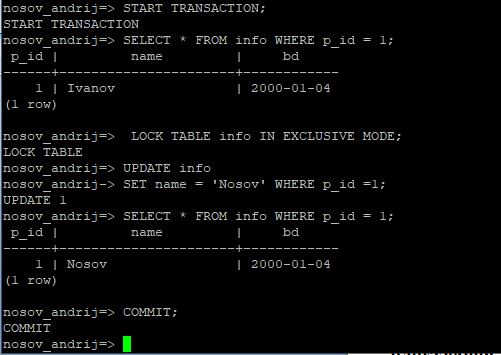 nosov_andrij=> START TRANSACTION;
START TRANSACTION
nosov_andrij=> SELECT * FROM info WHERE p_id = 1;
 p_id |         name         |     bd
------+----------------------+------------
    1 | Ivanov               | 2000-01-04
(1 row)

nosov_andrij=>  LOCK TABLE info IN EXCLUSIVE MODE;
LOCK TABLE
nosov_andrij=> UPDATE info
nosov_andrij-> SET name = 'Nosov' WHERE p_id =1;
UPDATE 1
nosov_andrij=> SELECT * FROM info WHERE p_id = 1;
 p_id |         name         |     bd
------+----------------------+------------
    1 | Nosov                | 2000-01-04
(1 row)

nosov_andrij=> COMMIT;
COMMIT
nosov_andrij=>